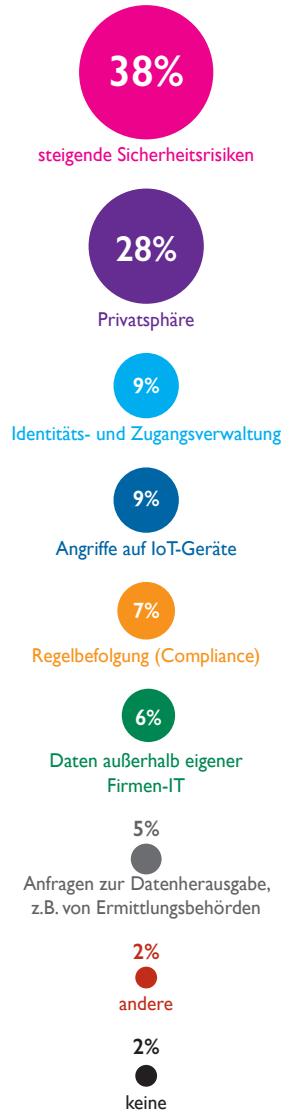 38%
steigende Sicherheitsrisiken
28%
Privatsphäre
9%
Identitäts- und Zugangsverwaltung
9%
Angriffe auf IoT-Geräte
7%
Regelbefolgung (Compliance)
6%
Daten außerhalb eigener
Firmen-IT
5%
Anfragen zur Datenherausgabe,
z.B. von Ermittlungsbehörden
2%
andere
2%
keine